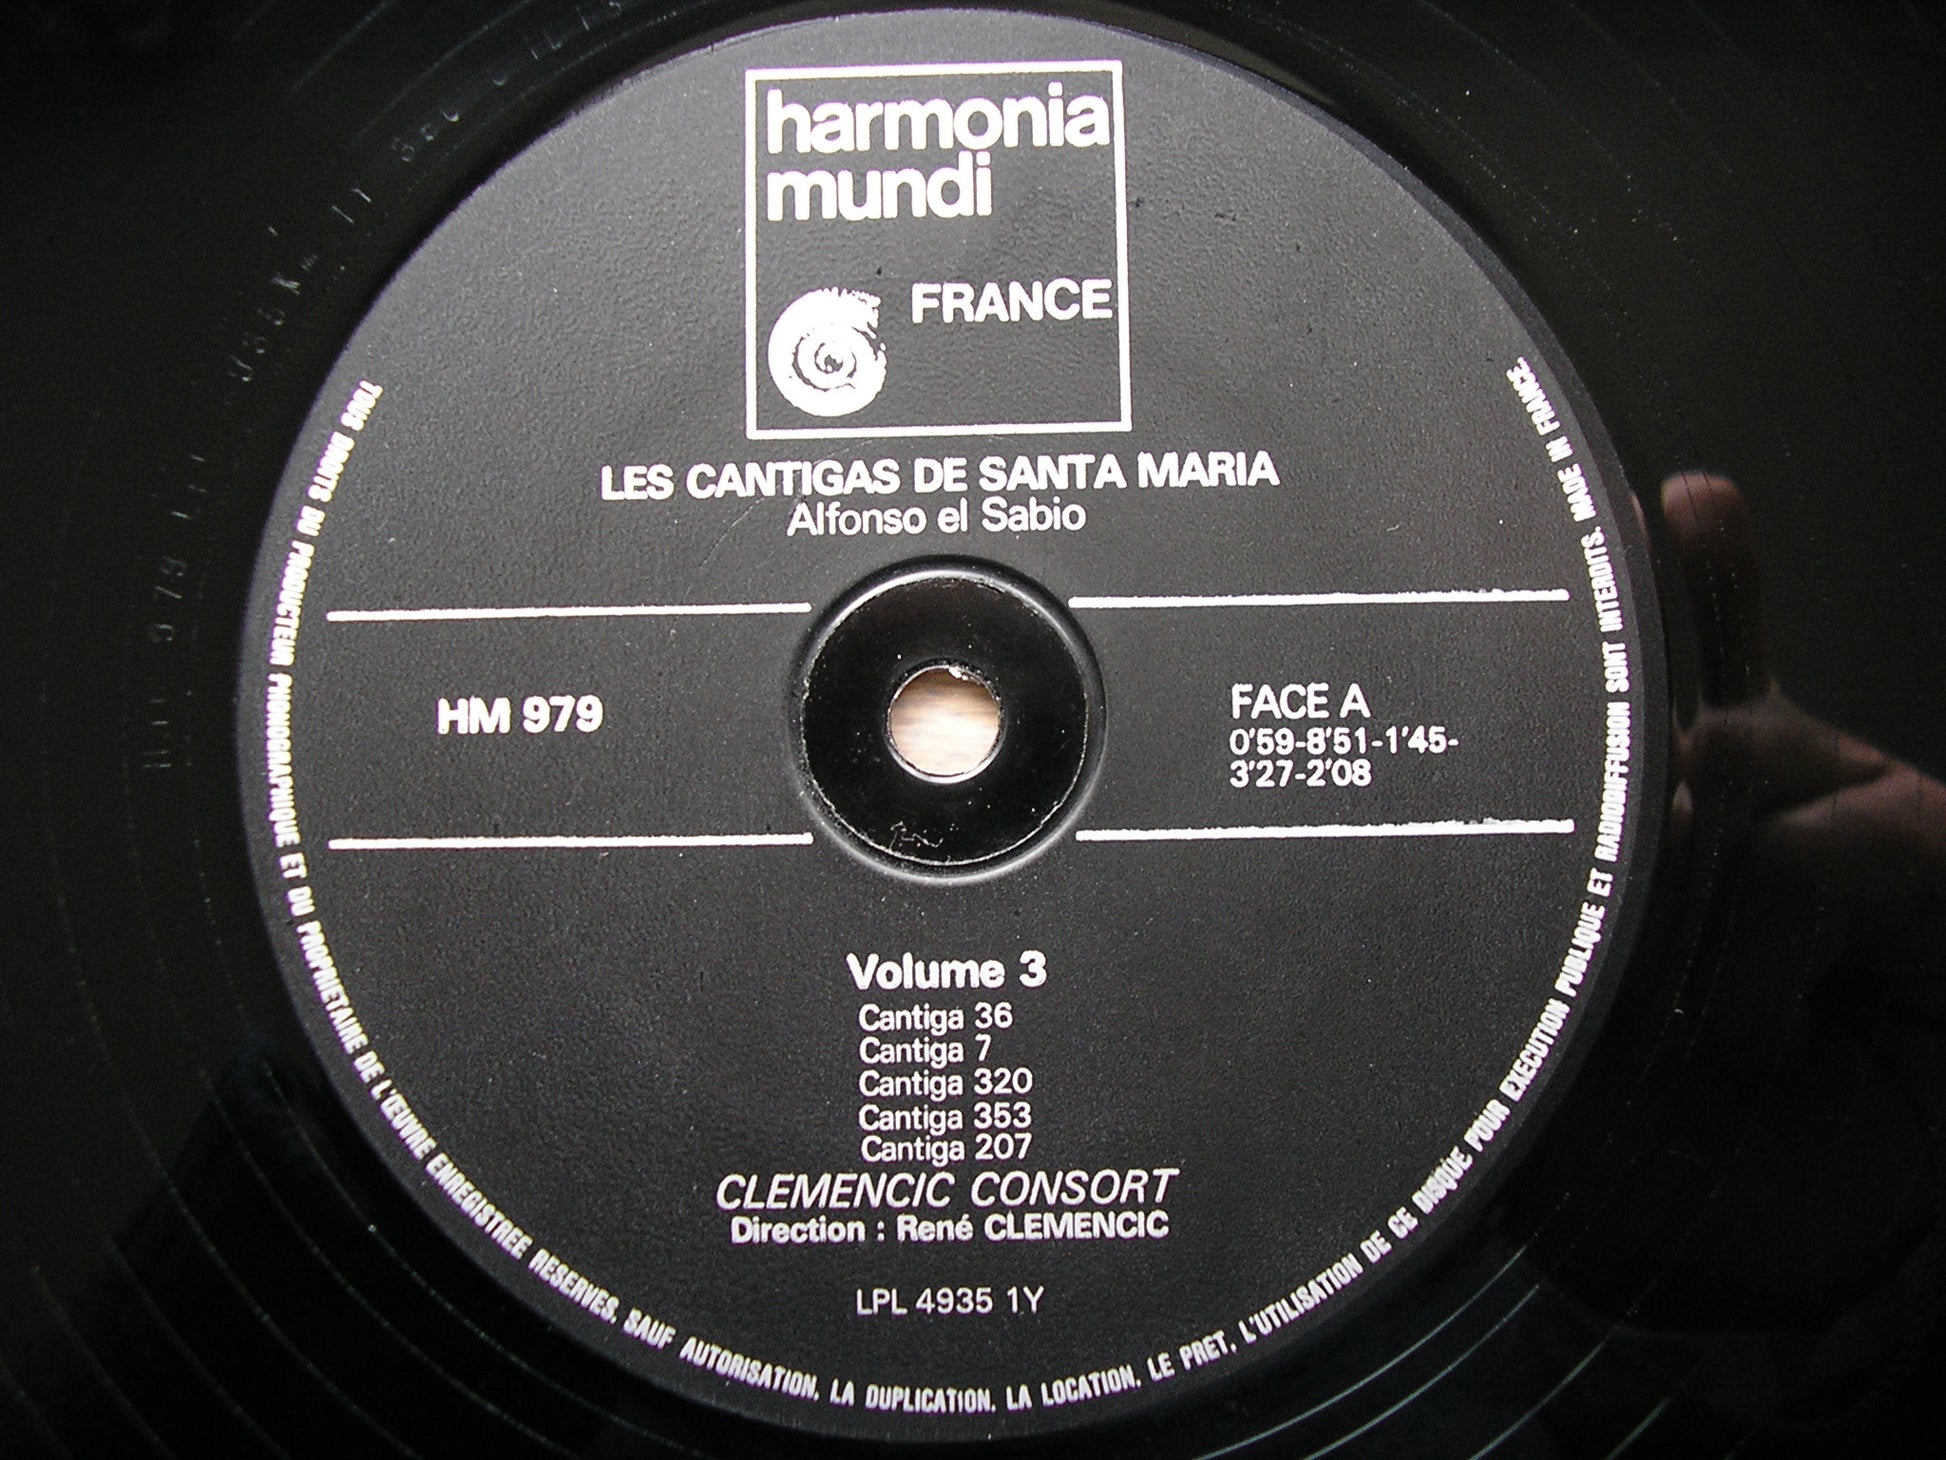 harmonia
mundi
FRANCE
LES CANTIGAS DE SANTA MARIA
Alfonso el Sabio
HM 979
FACE A
0'59-8'51-1'45-
3'27-2'08
Volume 3
Cantiga 36
Cantiga 7
Cantiga 320
Cantiga 353
Cantiga 207
CLEMENCIC CONSORT
Direction : René CLEMENCIC
LPL 4935 1Y
TOUS DROITS DU PRODUCTEUR PHONOGRAPHIQUE ET DU PROPRIETAIRE DE L'ŒUVRE ENREGISTREE RESERVES. SAUF AUTORISATION, LA DUPLICATION, LA LOCATION, LE PRET, L'UTILISATION DE CE DISQUE POUR EXECUTION PUBLIQUE ET RADIODIFFUSION SONT INTERDITS. MADE IN FRANCE.